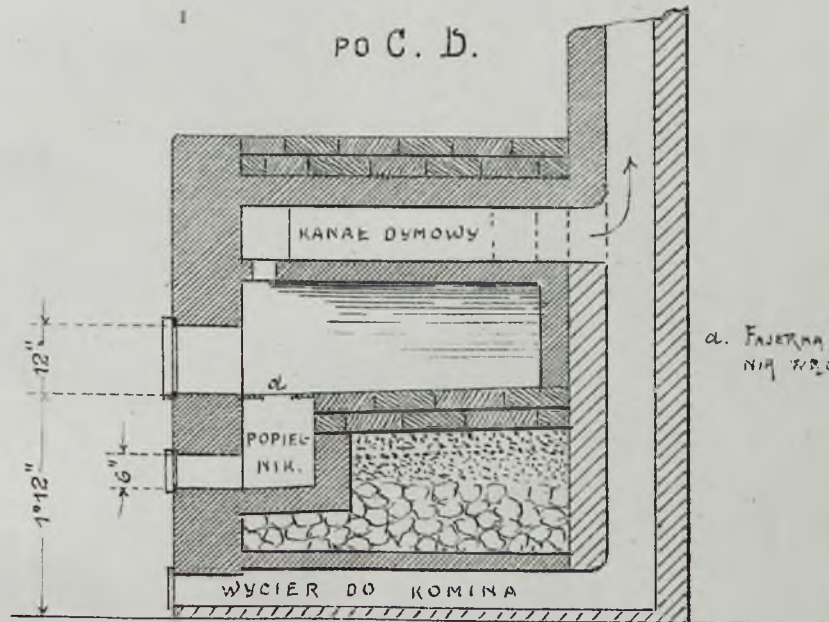 PO C. D.
KANAŁ DYMOWY
12"
a
a. FAJERKA
POPIEL-
NIK.
6"
1°12"
WYCIER DO KOMINA